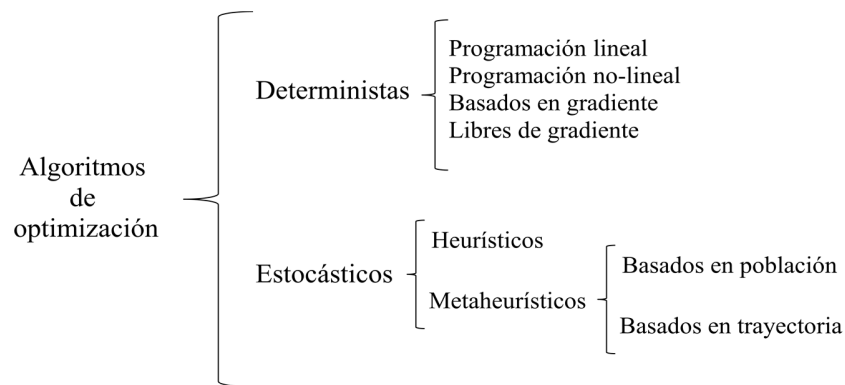 Algoritmos
de
optimización
Deterministas
Programación lineal
Programación no-lineal
Basados en gradiente
Libres de gradiente
Estocásticos
Heurísticos
Metaheurísticos
Basados en población
Basados en trayectoria